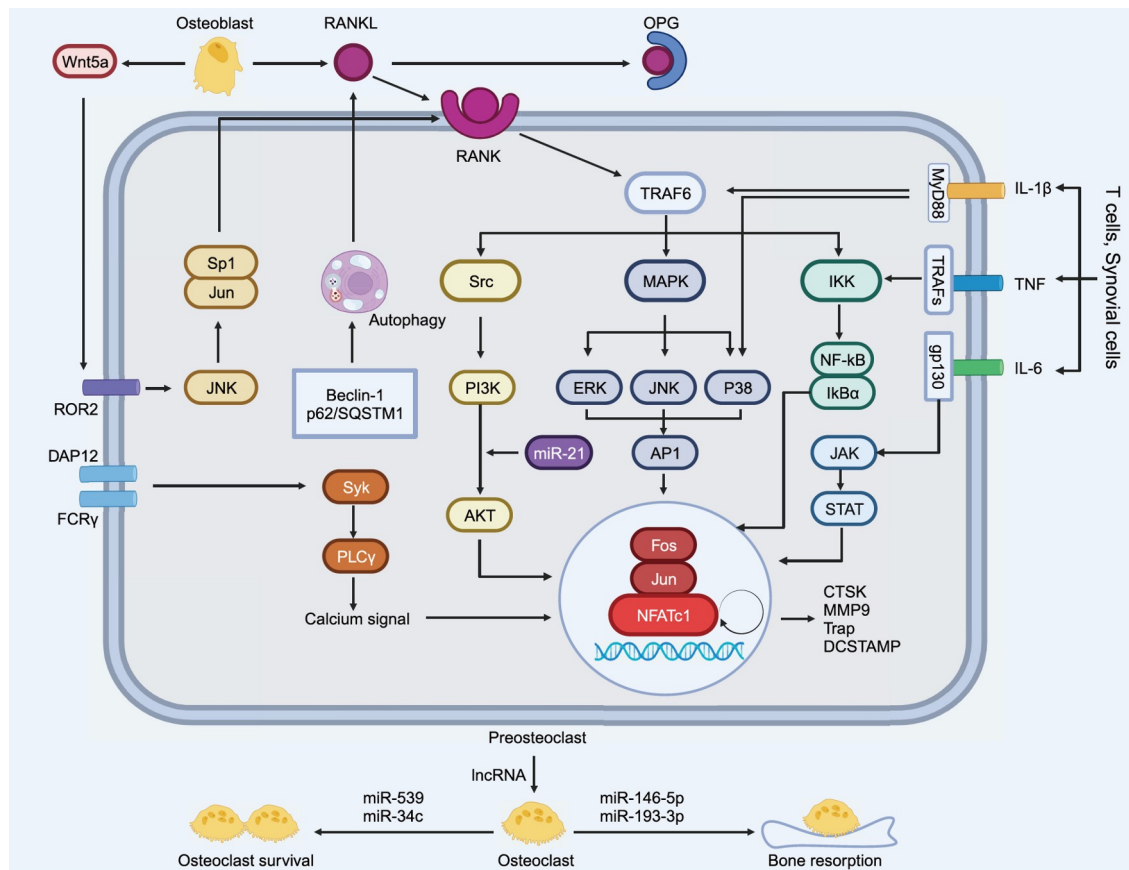 Osteoblast
RANKL
OPG
Wnt5a
RANK
TRAF6
MyD88
IL-1β
T cells, Synovial cells
Sp1
Jun
Autophagy
Src
MAPK
IKK
TRAFs
TNF
NF-kB
IkBα
gp130
IL-6
ROR2
JNK
Beclin-1
p62/SQSTM1
PI3K
ERK
JNK
P38
DAP12
FCRγ
Syk
miR-21
AP1
JAK
AKT
STAT
PLCγ
Fos
Jun
NFATc1
Calcium signal
CTSK
MMP9
Trap
DCSTAMP
Preosteoclast
lncRNA
miR-539
miR-34c
miR-146-5p
miR-193-3p
Osteoclast survival
Osteoclast
Bone resorption